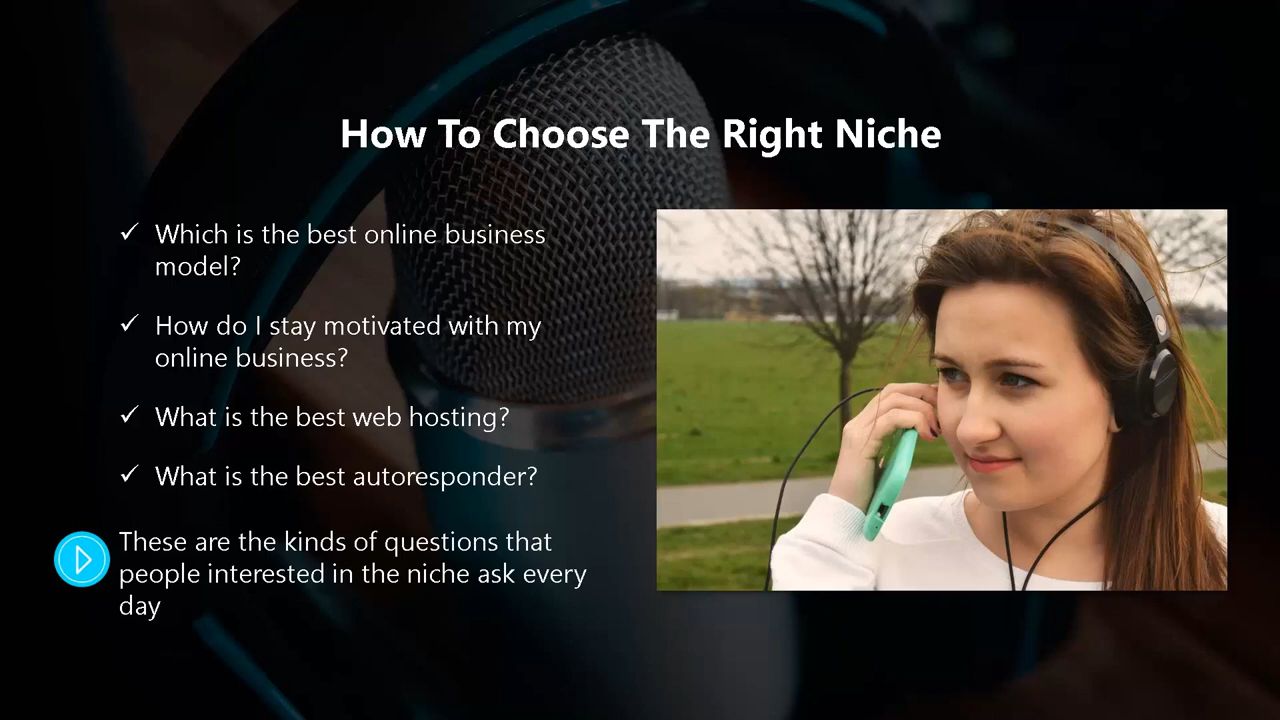 How To Choose The Right Niche
Which is the best online business
model?
How do I stay motivated with my
online business?
What is the best web hosting?
What is the best autoresponder?
These are the kinds of questions that
people interested in the niche ask every
day